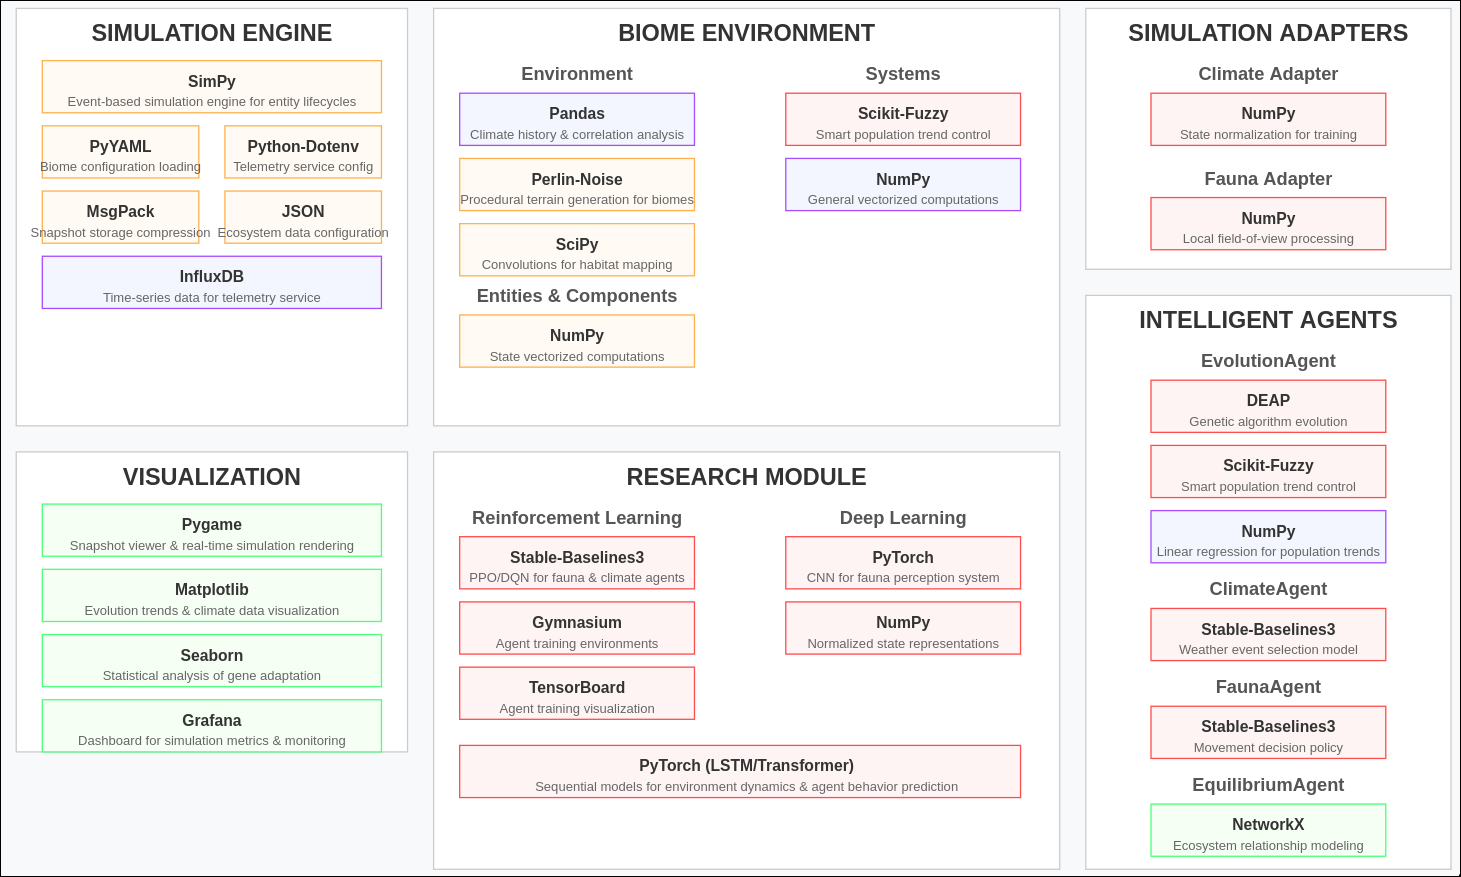 SIMULATION ENGINE
SimPy
Event-based simulation engine for entity lifecycles
PyYAML
Biome configuration loading
Python-Dotenv
Telemetry service config
MsgPack
Snapshot storage compression
JSON
Ecosystem data configuration
InfluxDB
Time-series data for telemetry service
BIOME ENVIRONMENT
Environment
Pandas
Climate history & correlation analysis
Perlin-Noise
Procedural terrain generation for biomes
SciPy
Convolutions for habitat mapping
Entities & Components
NumPy
State vectorized computations
Systems
Scikit-Fuzzy
Smart population trend control
NumPy
General vectorized computations
SIMULATION ADAPTERS
Climate Adapter
NumPy
State normalization for training
Fauna Adapter
NumPy
Local field-of-view processing
VISUALIZATION
Pygame
Snapshot viewer & real-time simulation rendering
Matplotlib
Evolution trends & climate data visualization
Seaborn
Statistical analysis of gene adaptation
Grafana
Dashboard for simulation metrics & monitoring
RESEARCH MODULE
Reinforcement Learning
Stable-Baselines3
PPO/DQN for fauna & climate agents
Gymnasium
Agent training environments
TensorBoard
Agent training visualization
Deep Learning
PyTorch
CNN for fauna perception system
NumPy
Normalized state representations
PyTorch (LSTM/Transformer)
Sequential models for environment dynamics & agent behavior prediction
INTELLIGENT AGENTS
EvolutionAgent
DEAP
Genetic algorithm evolution
Scikit-Fuzzy
Smart population trend control
NumPy
Linear regression for population trends
ClimateAgent
Stable-Baselines3
Weather event selection model
FaunaAgent
Stable-Baselines3
Movement decision policy
EquilibriumAgent
NetworkX
Ecosystem relationship modeling